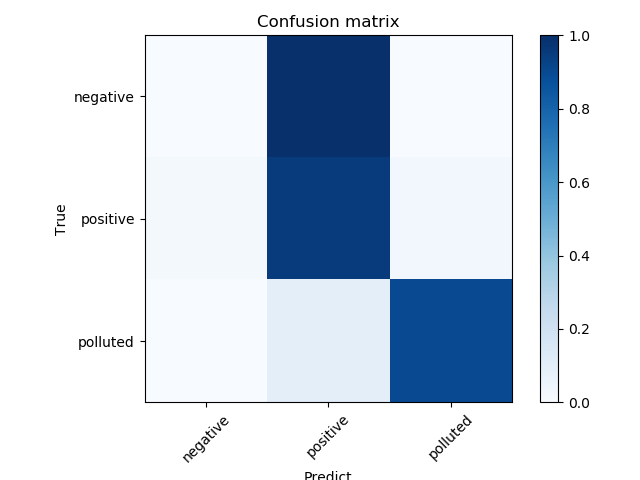 Confusion matrix
True
negative
positive
polluted
negative
positive
polluted
Predict
1.0
0.8
0.6
0.4
0.2
0.0